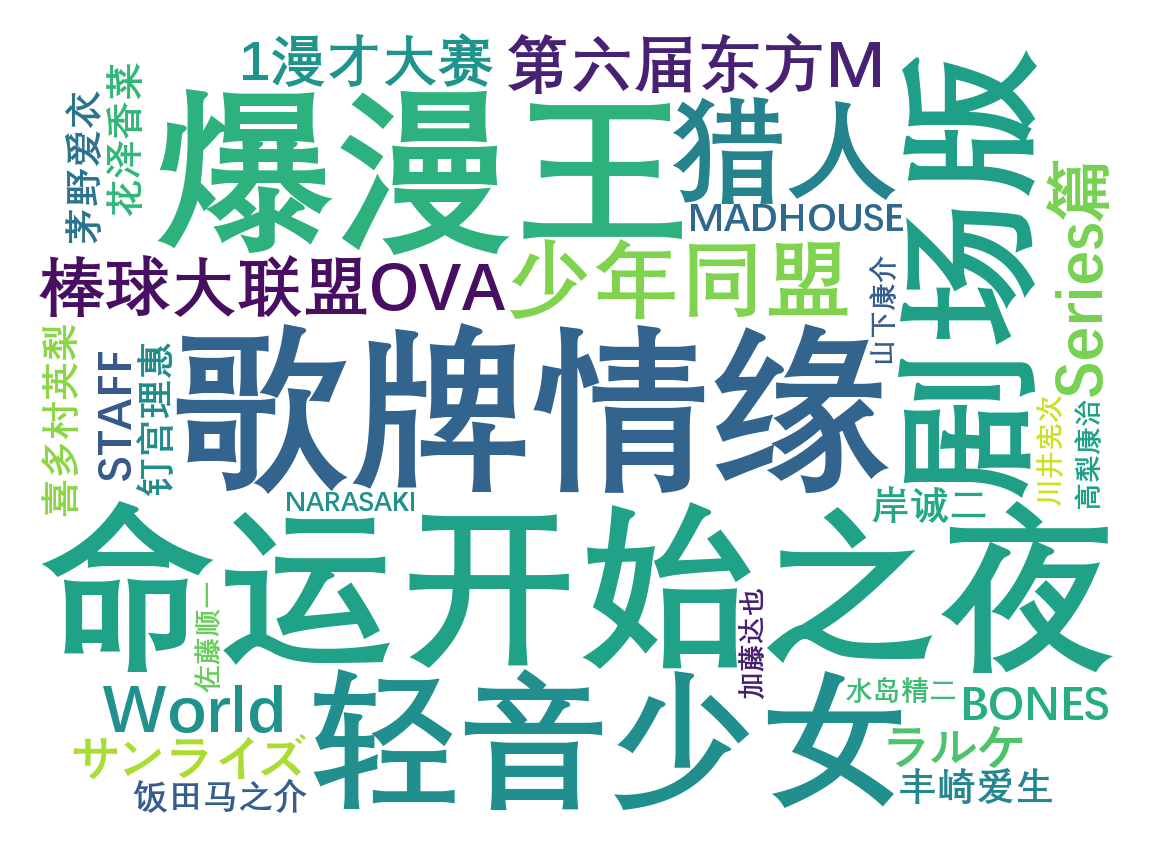 1漫才大赛
第六届东方M
爆漫王
猎人
剧场版
茅野爱衣
花泽香菜
MADHOUSE
Series篇
棒球大联盟OVA
少年同盟
山下康介
歌牌情缘
喜多村英梨
STAFF
钉宫理惠
川井宪次
高梨康治
NARASAKI
岸诚二
命运开始之夜
佐藤顺一
加藤达也
World
轻音少女
水岛精二
BONES
サンライズ
ラルケ
饭田马之介
丰崎爱生